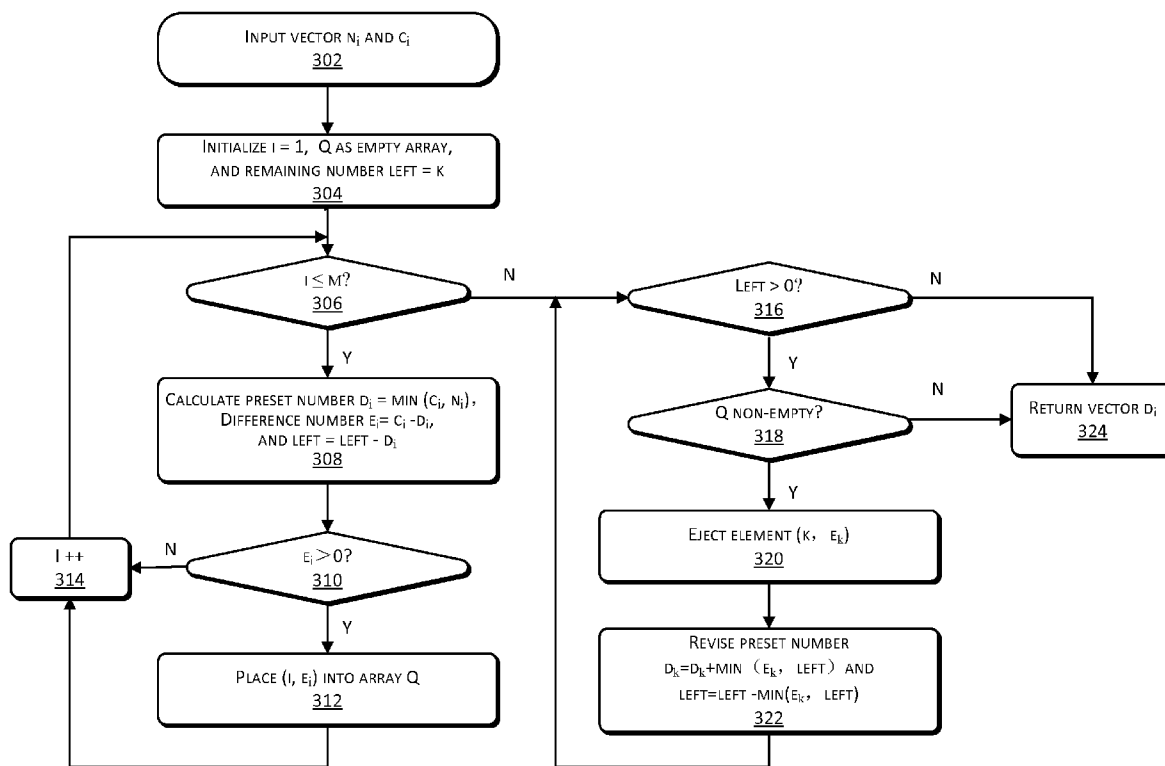 INPUT VECTOR Nᵢ AND Cᵢ
302
INITIALIZE I = 1, Q AS EMPTY ARRAY,
AND REMAINING NUMBER LEFT = K
304
I ≤ M?
306
N
Y
CALCULATE PRESET NUMBER Dᵢ = MIN (Cᵢ, Nᵢ),
DIFFERENCE NUMBER Eᵢ= Cᵢ -Dᵢ,
AND LEFT = LEFT - Dᵢ
308
Eᵢ＞0?
310
N
Y
I ++
314
PLACE (I, Eᵢ) INTO ARRAY Q
312
LEFT > 0?
316
N
Y
Q NON-EMPTY?
318
N
Y
RETURN VECTOR Dᵢ
324
EJECT ELEMENT (K， Eₖ)
320
REVISE PRESET NUMBER
Dₖ=Dₖ+MIN （Eₖ， LEFT） AND
LEFT=LEFT -MIN(Eₖ， LEFT)
322